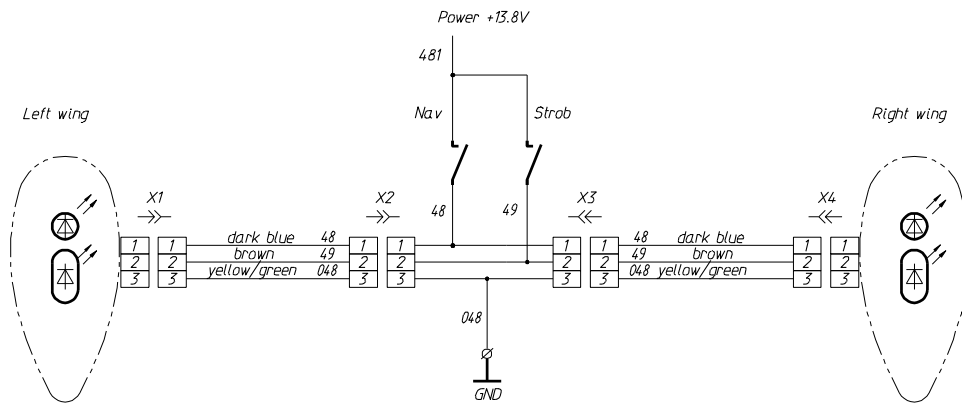 Power +13.8V
481
Left wing
Nav
Strob
Right wing
X1
X2
X3
X4
48
49
1 1 dark blue 48 1 1 1 1 48 dark blue 1 1
2 2 brown 49 2 2 2 2 49 brown 2 2
3 3 yellow/green 048 3 3 3 3 048 yellow/green 3 3
048
GND